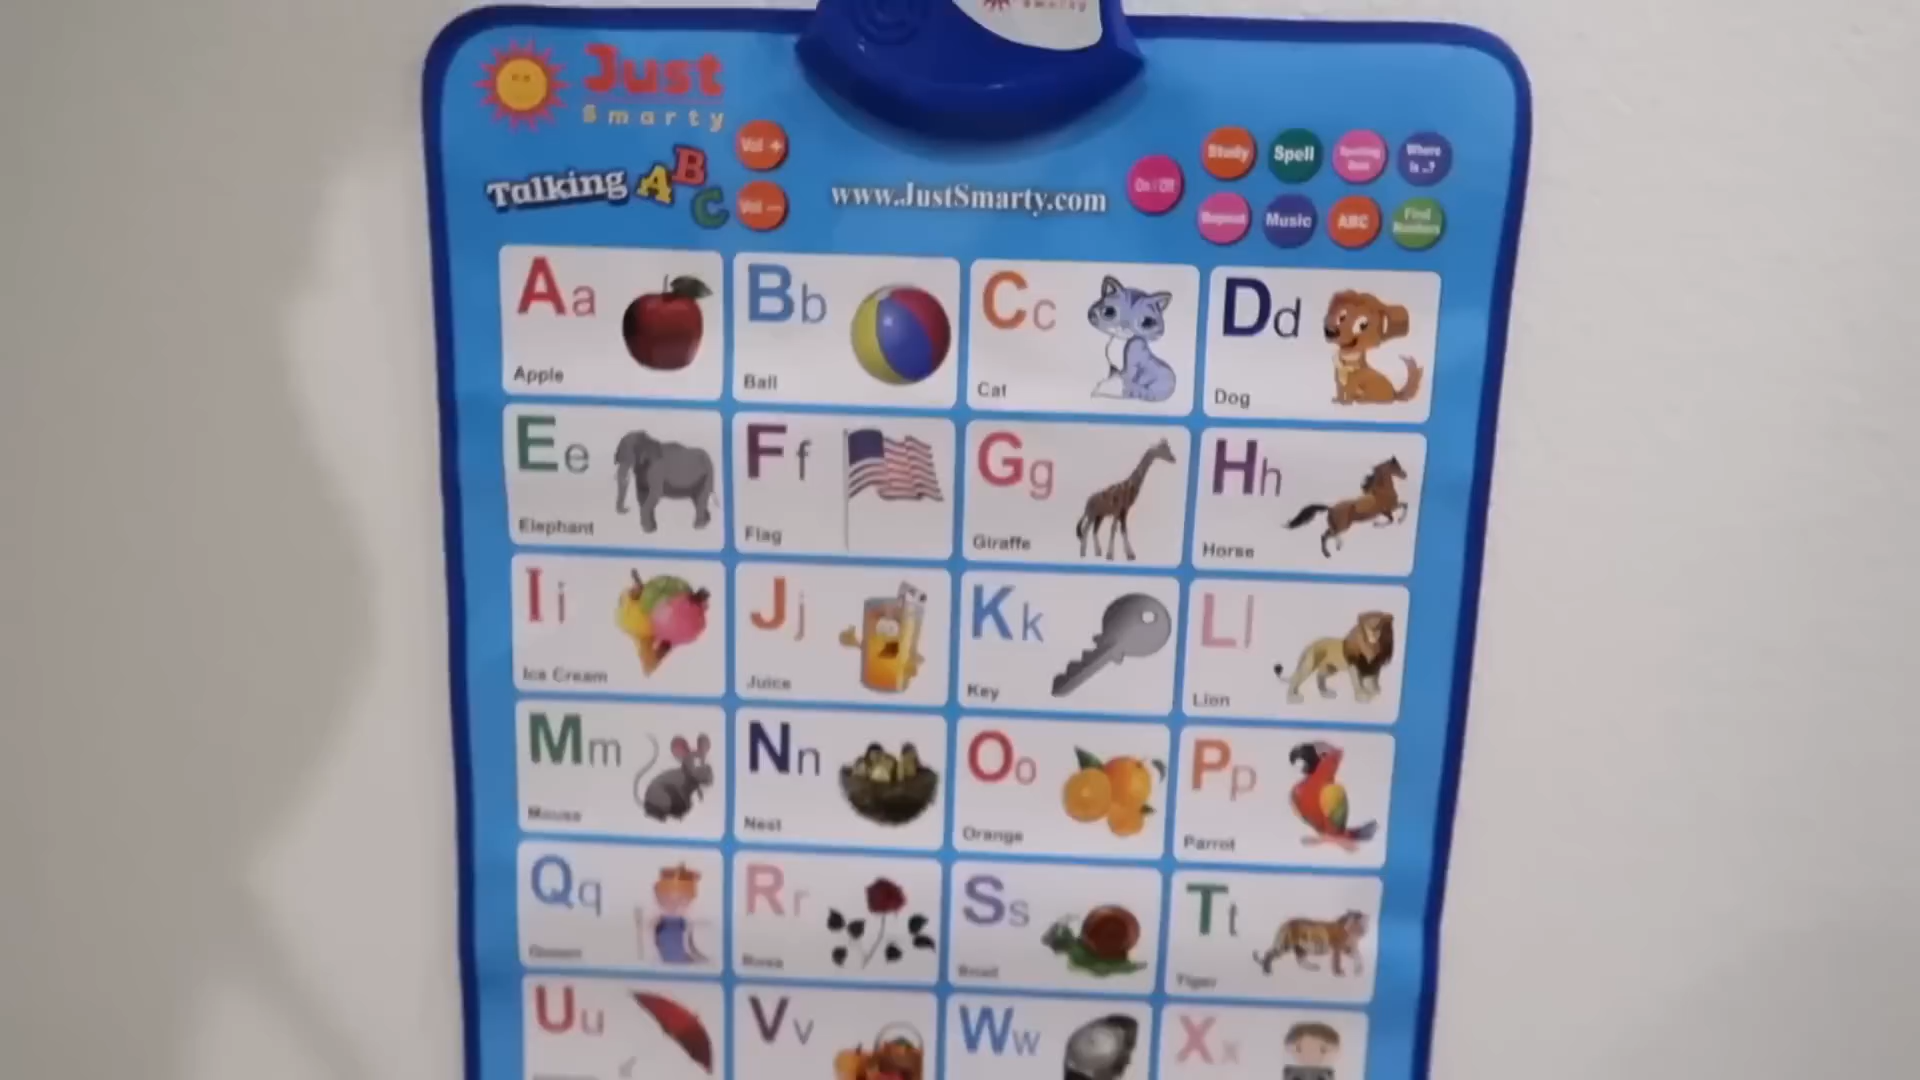 Just
Smarty
Talking ABC
Vol +
Vol -
www.JustSmarty.com
On / Off
Study
Spell
Where is ..?
Repeat
Music
ABC
Find Numbers
Aa
Apple
Bb
Ball
Cc
Cat
Dd
Dog
Ee
Elephant
Ff
Flag
Gg
Giraffe
Hh
Horse
Ii
Ice Cream
Jj
Juice
Kk
Key
Ll
Lion
Mm
Mouse
Nn
Nest
Oo
Orange
Pp
Parrot
Qq
Queen
Rr
Rose
Ss
Snail
Tt
Tiger
Uu
Vv
Ww
Xx